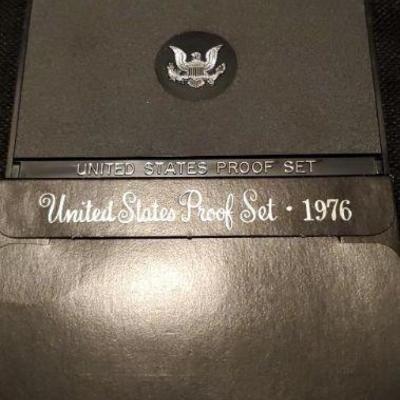 UNITED STATES PROOF SET
United States Proof Set · 1976